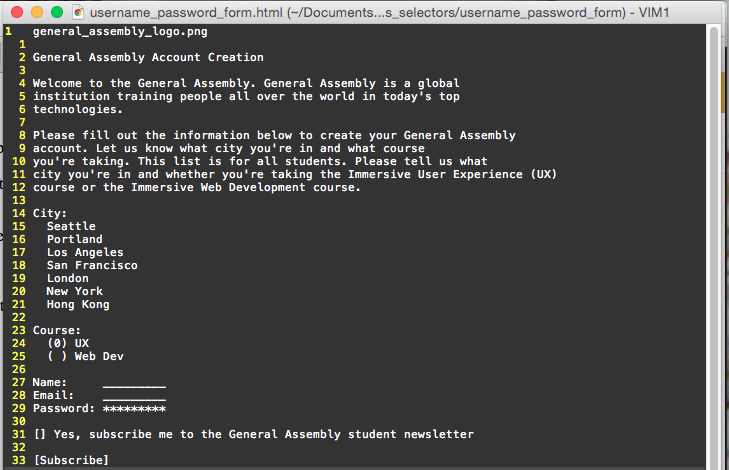 username_password_form.html (~/Documents...s_selectors/username_password_form) - VIM1
1 general_assembly_logo.png
1
2 General Assembly Account Creation
3
4 Welcome to the General Assembly. General Assembly is a global
5 institution training people all over the world in today's top
6 technologies.
7
8 Please fill out the information below to create your General Assembly
9 account. Let us know what city you're in and what course
10 you're taking. This list is for all students. Please tell us what
11 city you're in and whether you're taking the Immersive User Experience (UX)
12 course or the Immersive Web Development course.
13
14 City:
15 Seattle
16 Portland
17 Los Angeles
18 San Francisco
19 London
20 New York
21 Hong Kong
22
23 Course:
24 (0) UX
25 ( ) Web Dev
26
27 Name: _________
28 Email: _________
29 Password: *********
30
31 [] Yes, subscribe me to the General Assembly student newsletter
32
33 [Subscribe]